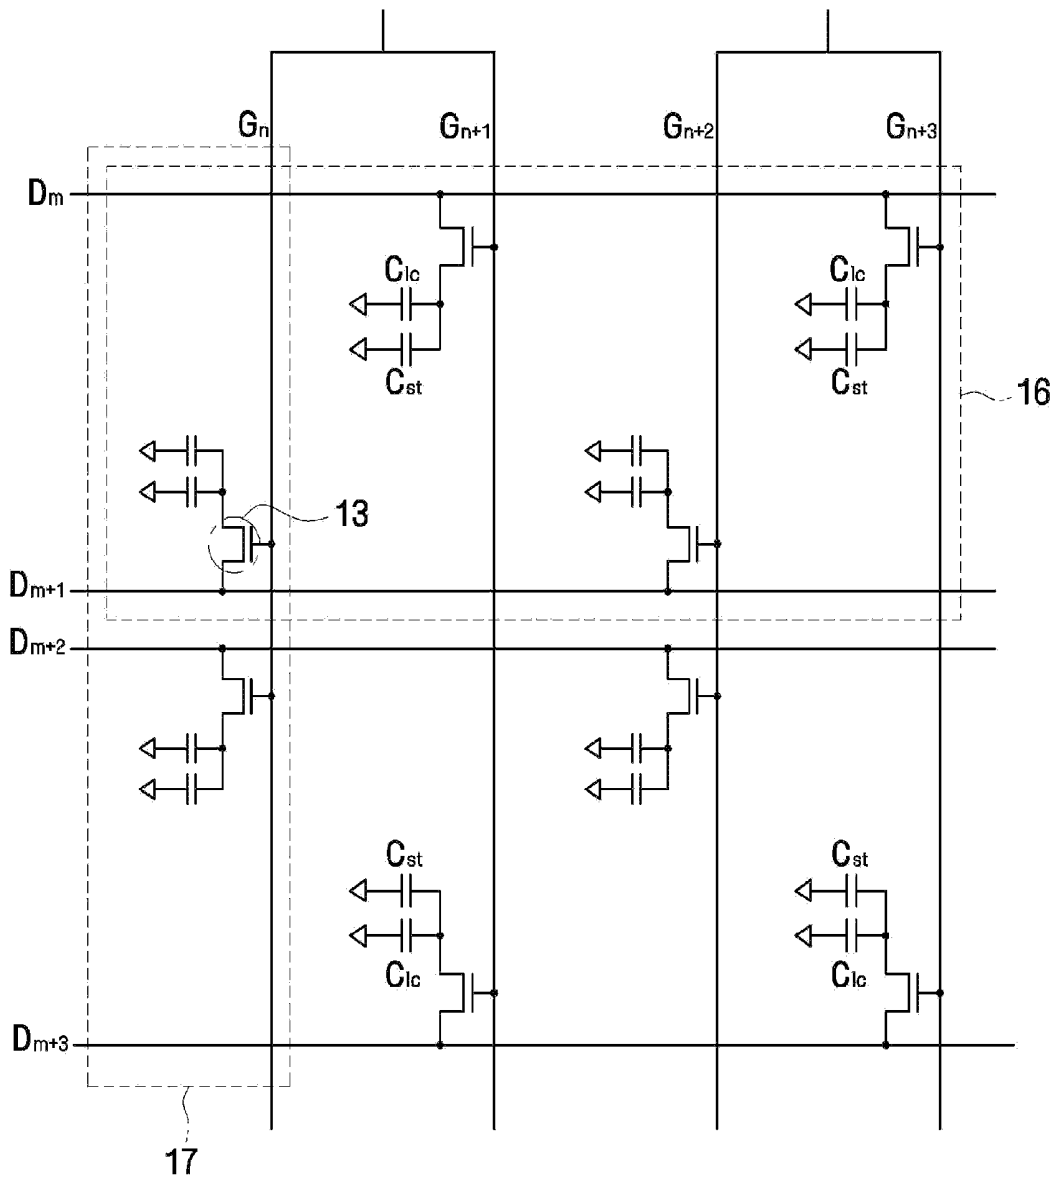 Gn Gn+1 Gn+2 Gn+3
Dm
Clc Clc
Cst Cst
16
13
Dm+1
Dm+2
Cst Cst
Clc Clc
Dm+3
17